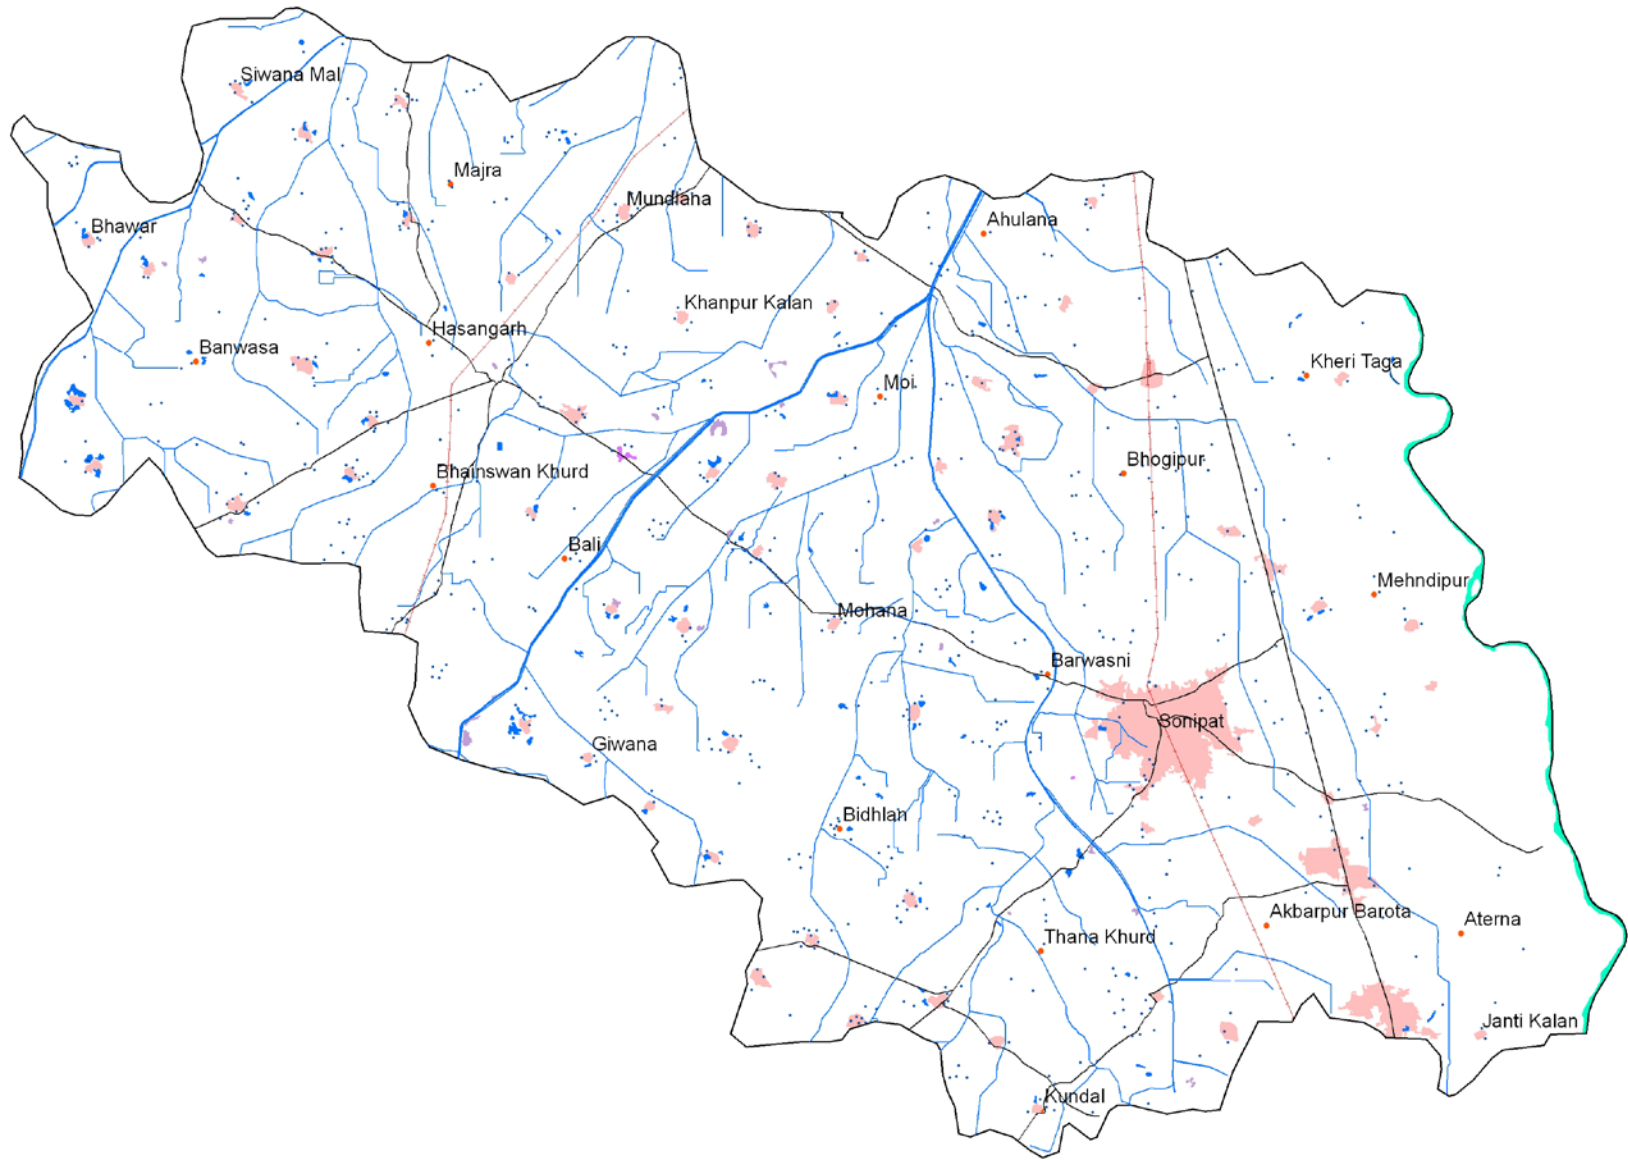 Siwana Mal
Majra
Mundlana
Bhawar
Ahulana
Khanpur Kalan
Hasangarh
Banwasa
Kheri Taga
Moi
Bhogipur
Bhainswan Khurd
Bali
Mehndipur
Mohana
Barwasni
Sonipat
Giwana
Bidhlan
Akbarpur Barota
Aterna
Thana Khurd
Janti Kalan
Kundal